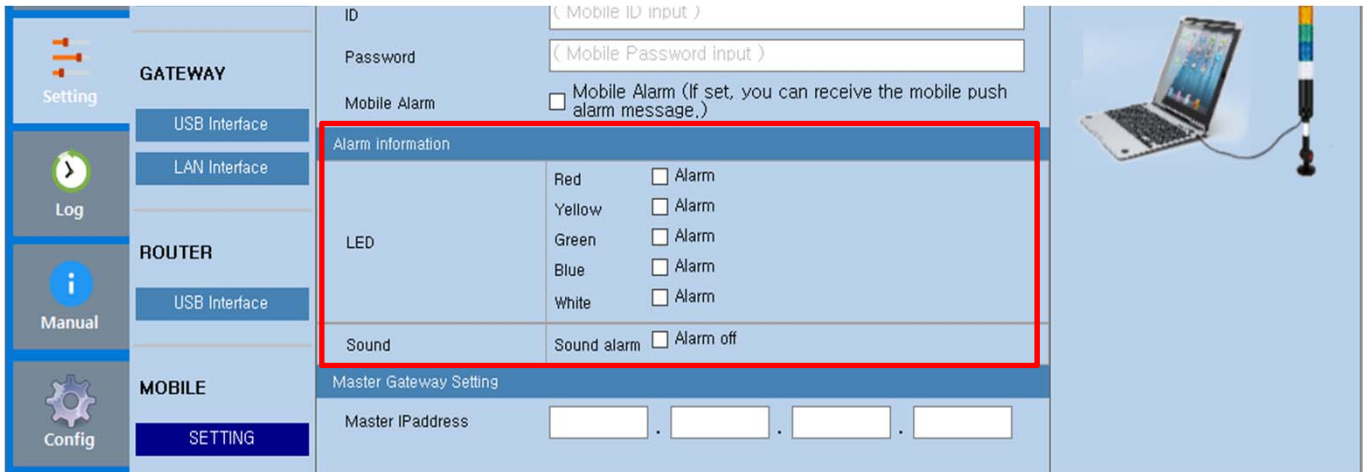 Setting
Log
Manual
Config
GATEWAY
USB Interface
LAN Interface
ROUTER
USB Interface
MOBILE
SETTING
ID ( Mobile ID input )
Password ( Mobile Password input )
Mobile Alarm Mobile Alarm (If set, you can receive the mobile push
alarm message,)
Alarm information
LED
Red Alarm
Yellow Alarm
Green Alarm
Blue Alarm
White Alarm
Sound Sound alarm Alarm off
Master Gateway Setting
Master IPaddress . . .